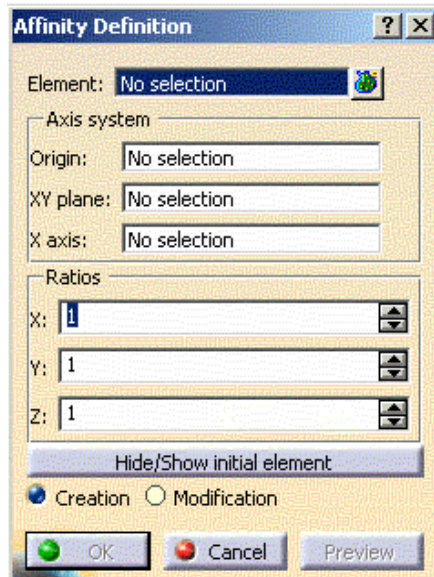 Affinity Definition ? X
Element: No selection
Axis system
Origin: No selection
XY plane: No selection
X axis: No selection
Ratios
X: 1
Y: 1
Z: 1
Hide/Show initial element
Creation Modification
OK Cancel Preview